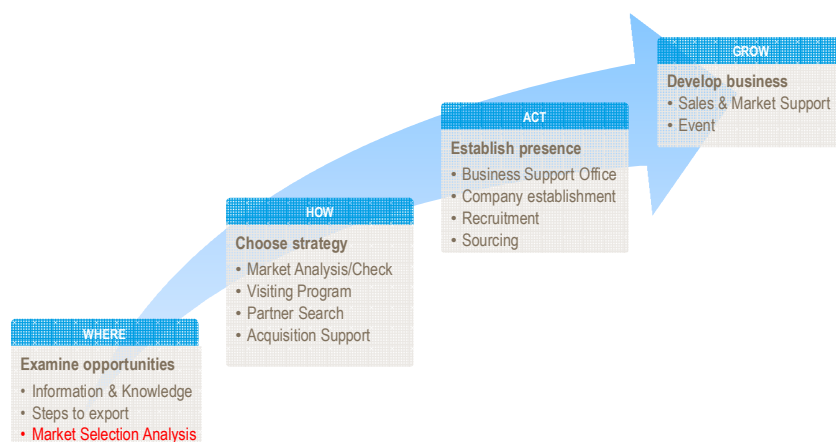 GROW
Develop business
• Sales & Market Support
• Event
ACT
Establish presence
• Business Support Office
• Company establishment
• Recruitment
• Sourcing
HOW
Choose strategy
• Market Analysis/Check
• Visiting Program
• Partner Search
• Acquisition Support
WHERE
Examine opportunities
• Information & Knowledge
• Steps to export
• Market Selection Analysis